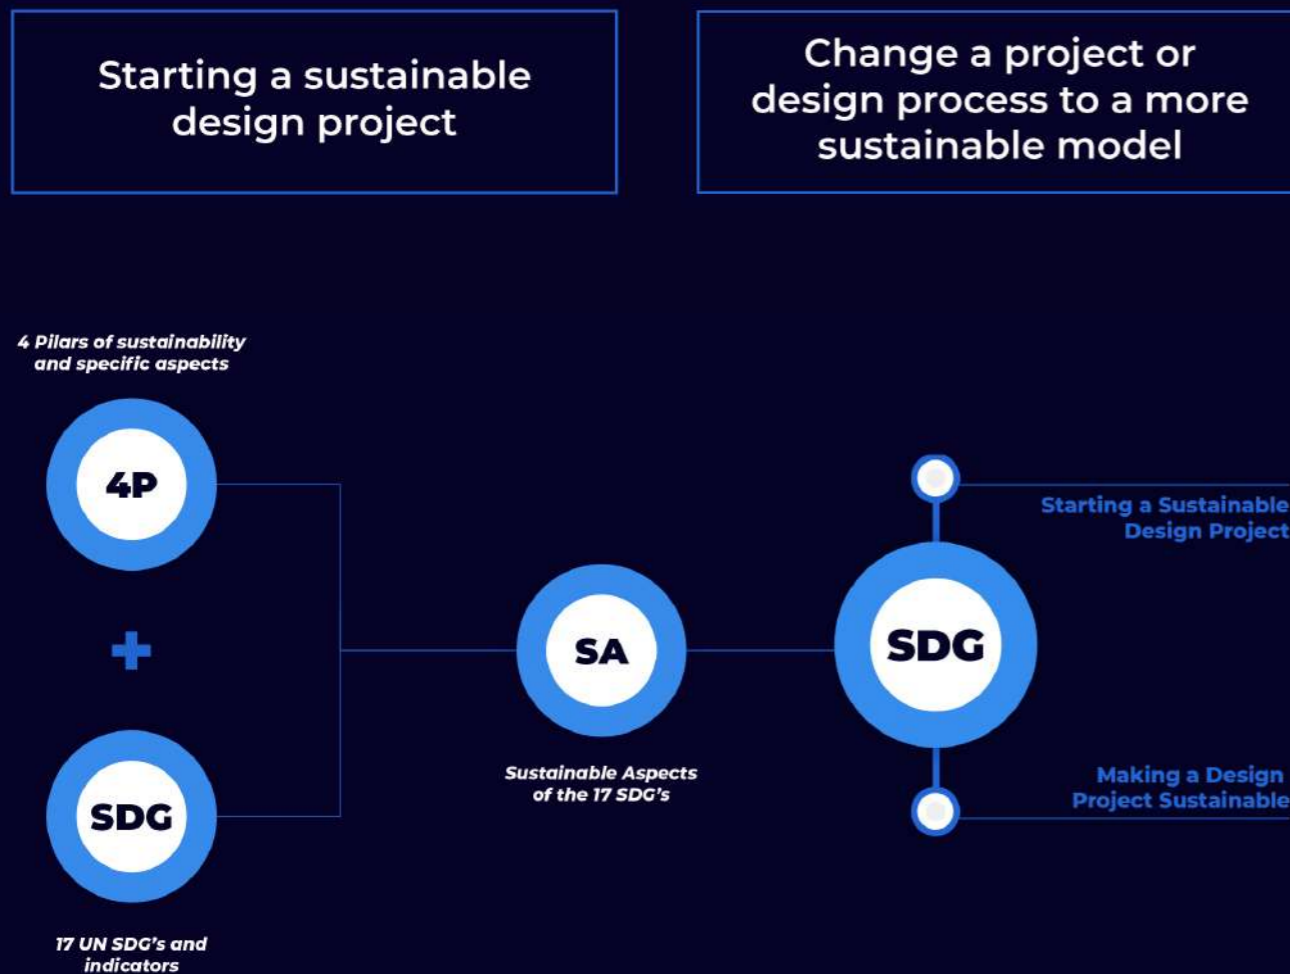 Starting a sustainable
design project
Change a project or
design process to a more
sustainable model
4 Pilars of sustainability
and specific aspects
4P
+
SDG
17 UN SDG's and
indicators
SA
Sustainable Aspects
of the 17 SDG's
SDG
Starting a Sustainable
Design Project
Making a Design
Project Sustainable